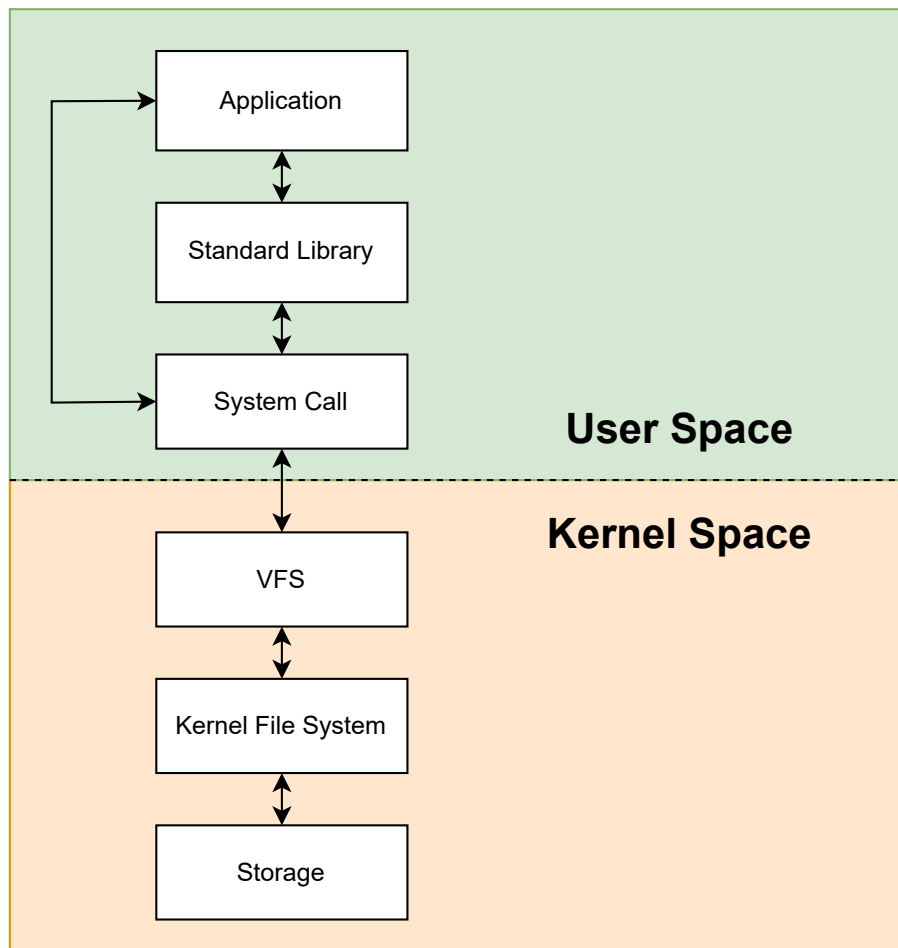 Application
Standard Library
System Call
User Space
Kernel Space
VFS
Kernel File System
Storage